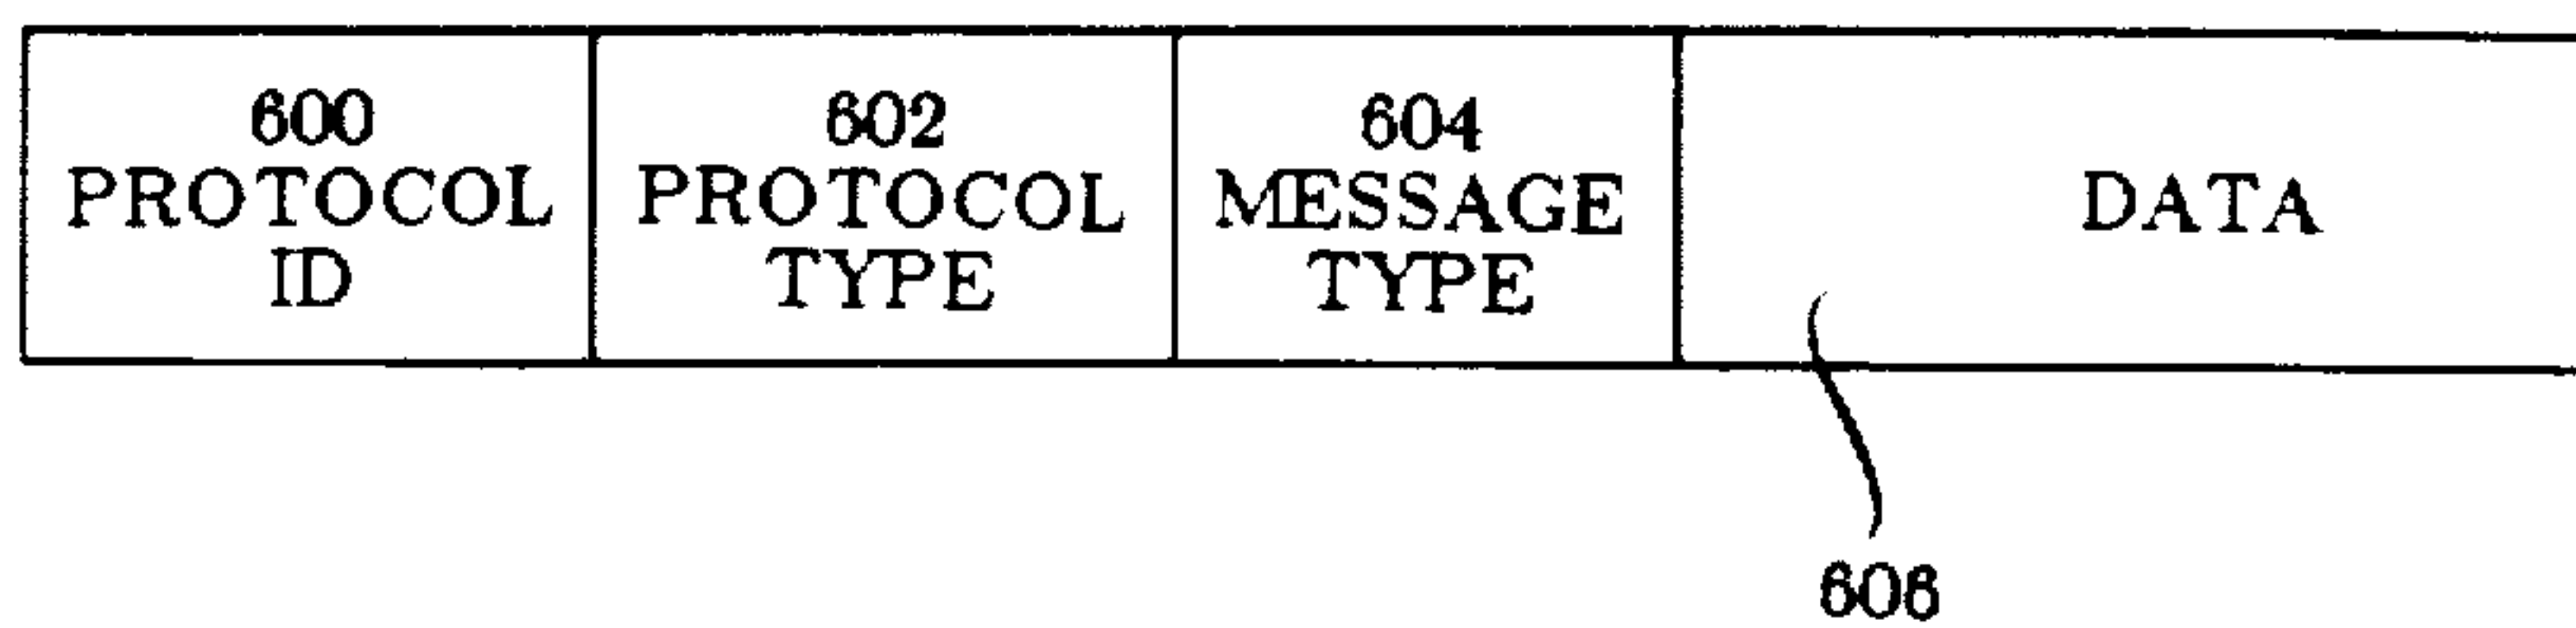 600
PROTOCOL
ID
602
PROTOCOL
TYPE
604
MESSAGE
TYPE
DATA
606